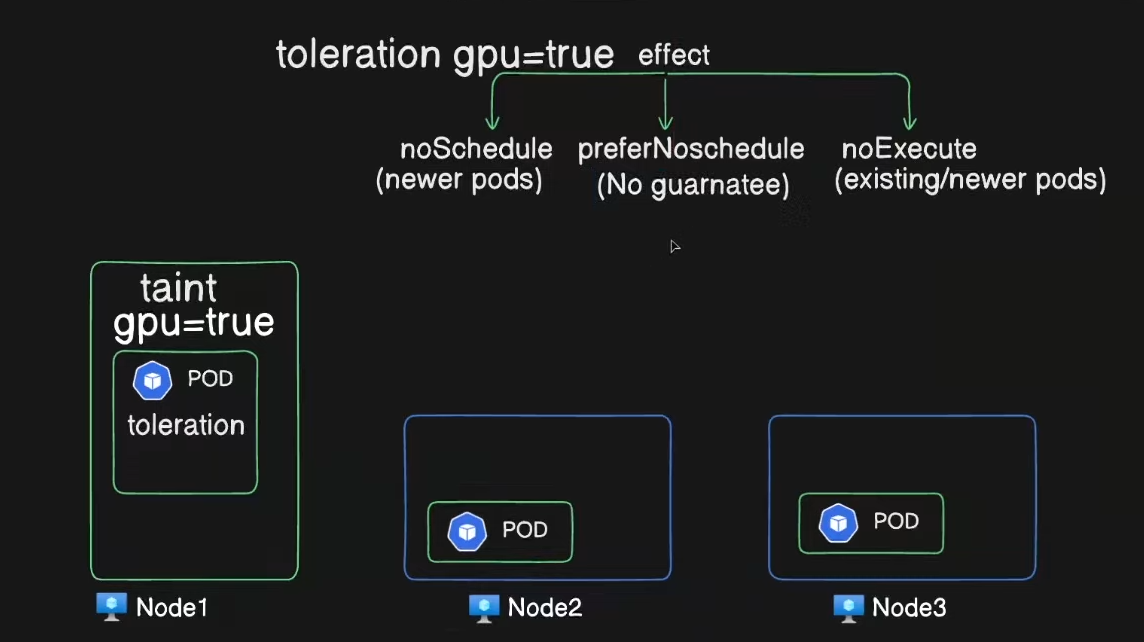 toleration gpu=true effect
noSchedule preferNoschedule noExecute
(newer pods) (No guarnatee) (existing/newer pods)
taint
gpu=true
POD
toleration
POD
POD
Node1 Node2 Node3